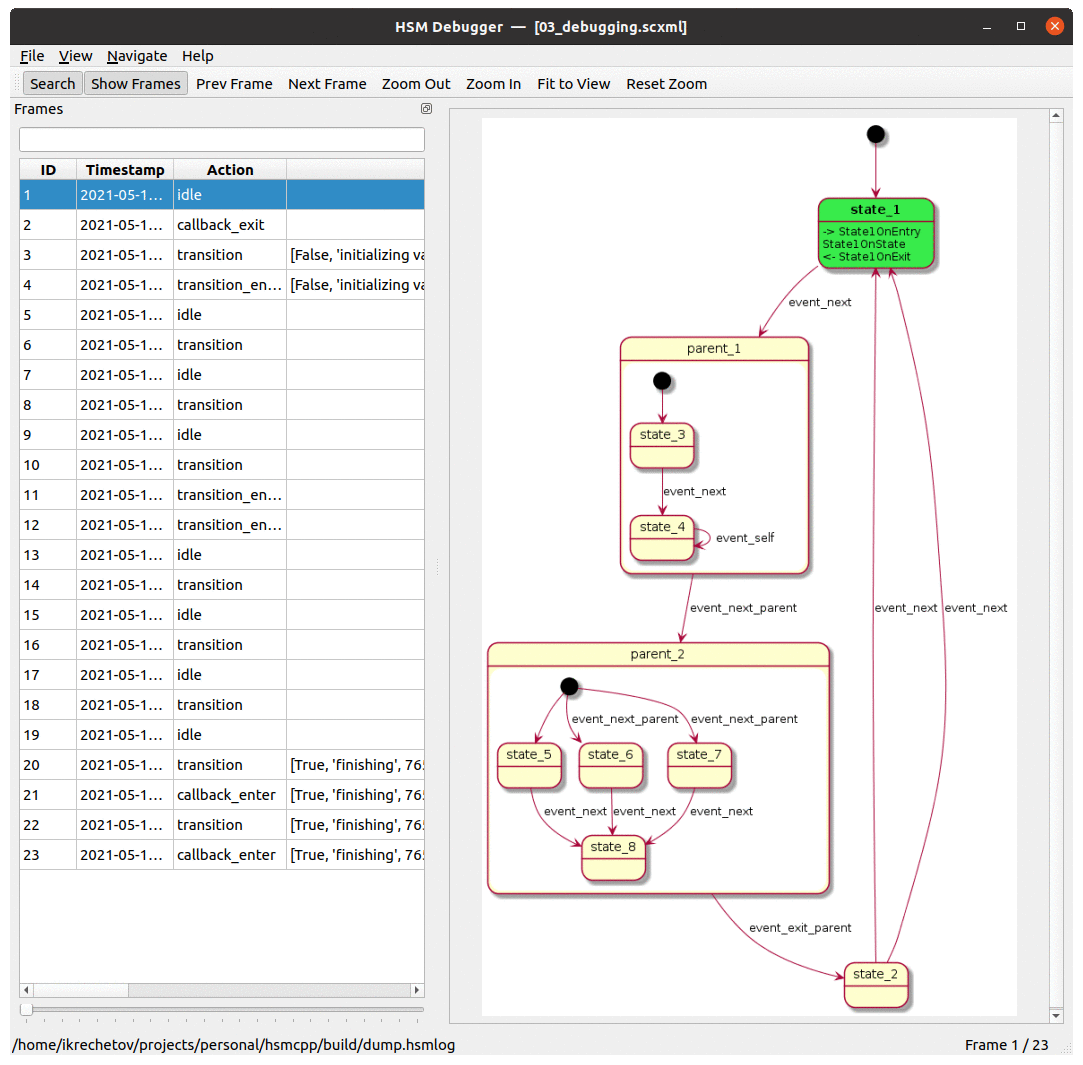 HSM Debugger — [03_debugging.scxml]
File View Navigate Help
Search Show Frames Prev Frame Next Frame Zoom Out Zoom In Fit to View Reset Zoom
Frames
ID Timestamp Action
1 2021-05-1... idle
2 2021-05-1... callback_exit
3 2021-05-1... transition [False, 'initializing va
4 2021-05-1... transition_en... [False, 'initializing va
5 2021-05-1... idle
6 2021-05-1... transition
7 2021-05-1... idle
8 2021-05-1... transition
9 2021-05-1... idle
10 2021-05-1... transition
11 2021-05-1... transition_en...
12 2021-05-1... transition_en...
13 2021-05-1... idle
14 2021-05-1... transition
15 2021-05-1... idle
16 2021-05-1... transition
17 2021-05-1... idle
18 2021-05-1... transition
19 2021-05-1... idle
20 2021-05-1... transition [True, 'finishing', 765
21 2021-05-1... callback_enter [True, 'finishing', 765
22 2021-05-1... transition [True, 'finishing', 765
23 2021-05-1... callback_enter [True, 'finishing', 765
state_1
-> State1OnEntry
State1OnState
<- State1OnExit
event_next
parent_1
state_3
event_next
state_4
event_self
event_next_parent
event_next event_next
parent_2
event_next_parent event_next_parent
state_5 state_6 state_7
event_next event_next event_next
state_8
event_exit_parent
state_2
/home/ikrechetov/projects/personal/hsmcpp/build/dump.hsmlog
Frame 1 / 23